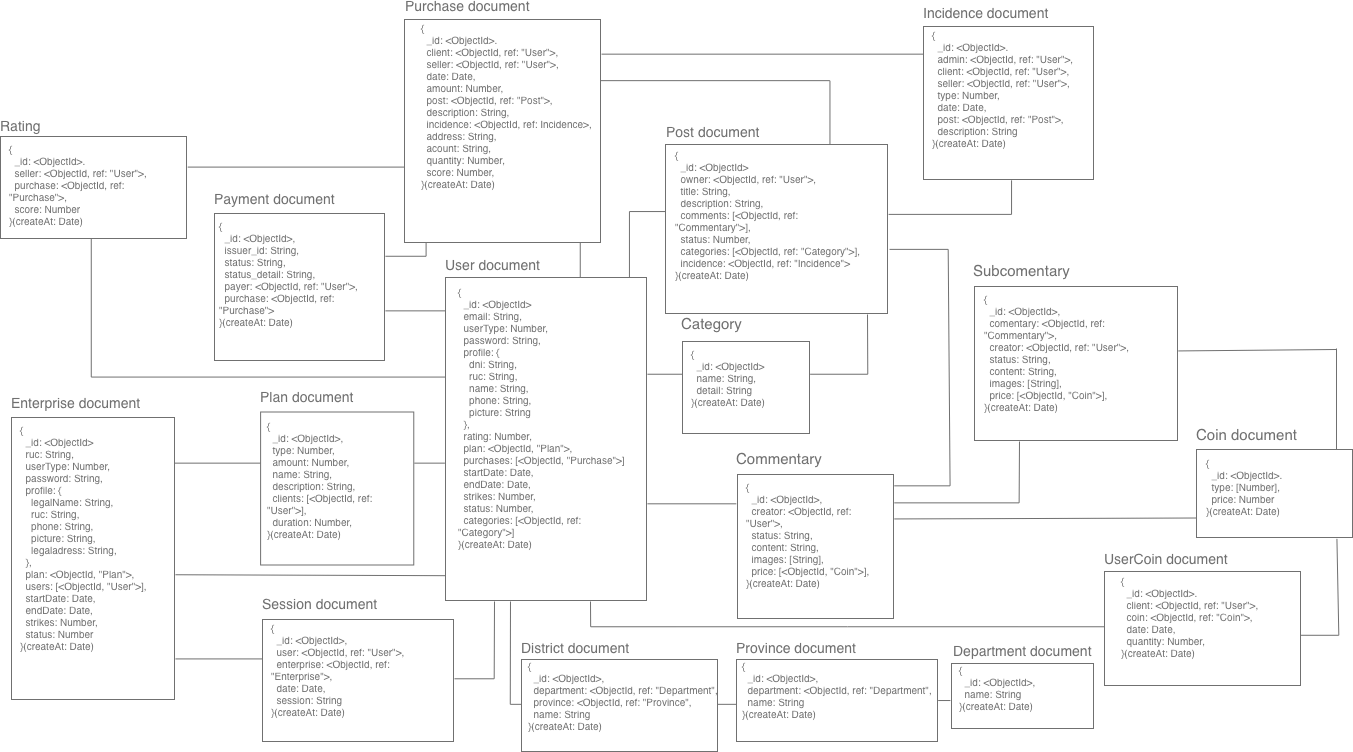 Purchase document
{
_id: <ObjectId>.
client: <ObjectId, ref: "User">,
seller: <ObjectId, ref: "User">,
date: Date,
amount: Number,
post: <ObjectId, ref: "Post">,
description: String,
incidence: <ObjectId, ref: Incidence>,
address: String,
acount: String,
quantity: Number,
score: Number,
}(createAt: Date)
Incidence document
{
_id: <ObjectId>.
admin: <ObjectId, ref: "User">,
client: <ObjectId, ref: "User">,
seller: <ObjectId, ref: "User">,
type: Number,
date: Date,
post: <ObjectId, ref: "Post">,
description: String
}(createAt: Date)
Rating
{
_id: <ObjectId>.
seller: <ObjectId, ref: "User">,
purchase: <ObjectId, ref:
"Purchase">,
score: Number
}(createAt: Date)
Post document
{
_id: <ObjectId>
owner: <ObjectId, ref: "User">,
title: String,
description: String,
comments: [<ObjectId, ref:
"Commentary">],
status: Number,
categories: [<ObjectId, ref: "Category">],
incidence: <ObjectId, ref: "Incidence">
}(createAt: Date)
Payment document
{
_id: <ObjectId>,
issuer_id: String,
status: String,
status_detail: String,
payer: <ObjectId, ref: "User">,
purchase: <ObjectId, ref:
"Purchase">
}(createAt: Date)
User document
{
_id: <ObjectId>
email: String,
userType: Number,
password: String,
profile: {
dni: String,
ruc: String,
name: String,
phone: String,
picture: String
},
rating: Number,
plan: <ObjectId, "Plan">,
purchases: [<ObjectId, "Purchase">]
startDate: Date,
endDate: Date,
strikes: Number,
status: Number,
categories: [<ObjectId, ref:
"Category">]
}(createAt: Date)
Subcomentary
{
_id: <ObjectId>,
comentary: <ObjectId, ref:
"Commentary">,
creator: <ObjectId, ref: "User">,
status: String,
content: String,
images: [String],
price: [<ObjectId, "Coin">],
}(createAt: Date)
Category
{
_id: <ObjectId>
name: String,
detail: String
}(createAt: Date)
Enterprise document
{
_id: <ObjectId>
ruc: String,
userType: Number,
password: String,
profile: {
legalName: String,
ruc: String,
phone: String,
picture: String,
legaladress: String,
},
plan: <ObjectId, "Plan">,
users: [<ObjectId, "User">],
startDate: Date,
endDate: Date,
strikes: Number,
status: Number
}(createAt: Date)
Plan document
{
_id: <ObjectId>,
type: Number,
amount: Number,
name: String,
description: String,
clients: [<ObjectId, ref:
"User">],
duration: Number,
}(createAt: Date)
Commentary
{
_id: <ObjectId>,
creator: <ObjectId, ref:
"User">,
status: String,
content: String,
images: [String],
price: [<ObjectId, "Coin">],
}(createAt: Date)
Coin document
{
_id: <ObjectId>.
type: [Number],
price: Number
}(createAt: Date)
UserCoin document
{
_id: <ObjectId>.
client: <ObjectId, ref: "User">,
coin: <ObjectId, ref: "Coin">,
date: Date,
quantity: Number,
}(createAt: Date)
Session document
{
_id: <ObjectId>,
user: <ObjectId, ref: "User">,
enterprise: <ObjectId, ref:
"Enterprise">,
date: Date,
session: String
}(createAt: Date)
District document
{
_id: <ObjectId>,
department: <ObjectId, ref: "Department",
province: <ObjectId, ref: "Province",
name: String
}(createAt: Date)
Province document
{
_id: <ObjectId>,
department: <ObjectId, ref: "Department",
name: String
}(createAt: Date)
Department document
{
_id: <ObjectId>,
name: String
}(createAt: Date)